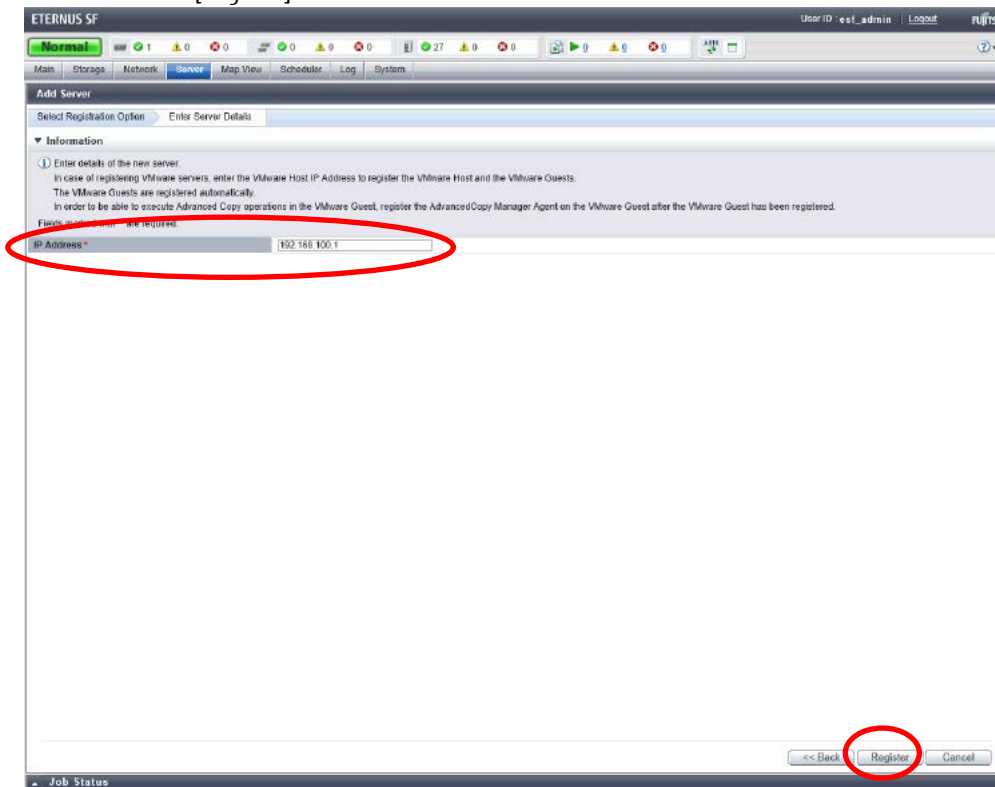 ETERNUS SF User ID : esf_admin Logout
Normal 1 0 0 0 0 0 27 0 0 0 0 0
Main Storage Network Server Map View Scheduler Log System
Add Server
Select Registration Option Enter Server Details
Information
Enter details of the new server.
In case of registering VMware servers, enter the VMware Host IP Address to register the VMware Host and the VMware Guests.
The VMware Guests are registered automatically.
In order to be able to execute Advanced Copy operations in the VMware Guest, register the AdvancedCopy Manager Agent on the VMware Guest after the VMware Guest has been registered.
Fields marked with are required.
IP Address * 192.168.100.1
<< Back Register Cancel
Job Status